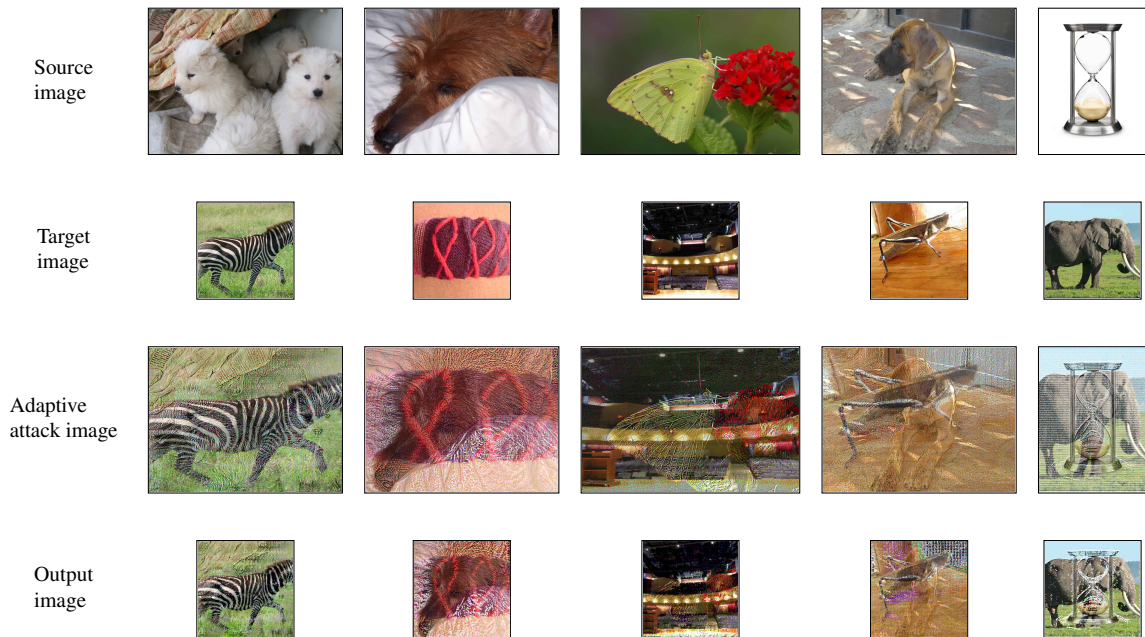 Source
image
Target
image
Adaptive
attack image
Output
image